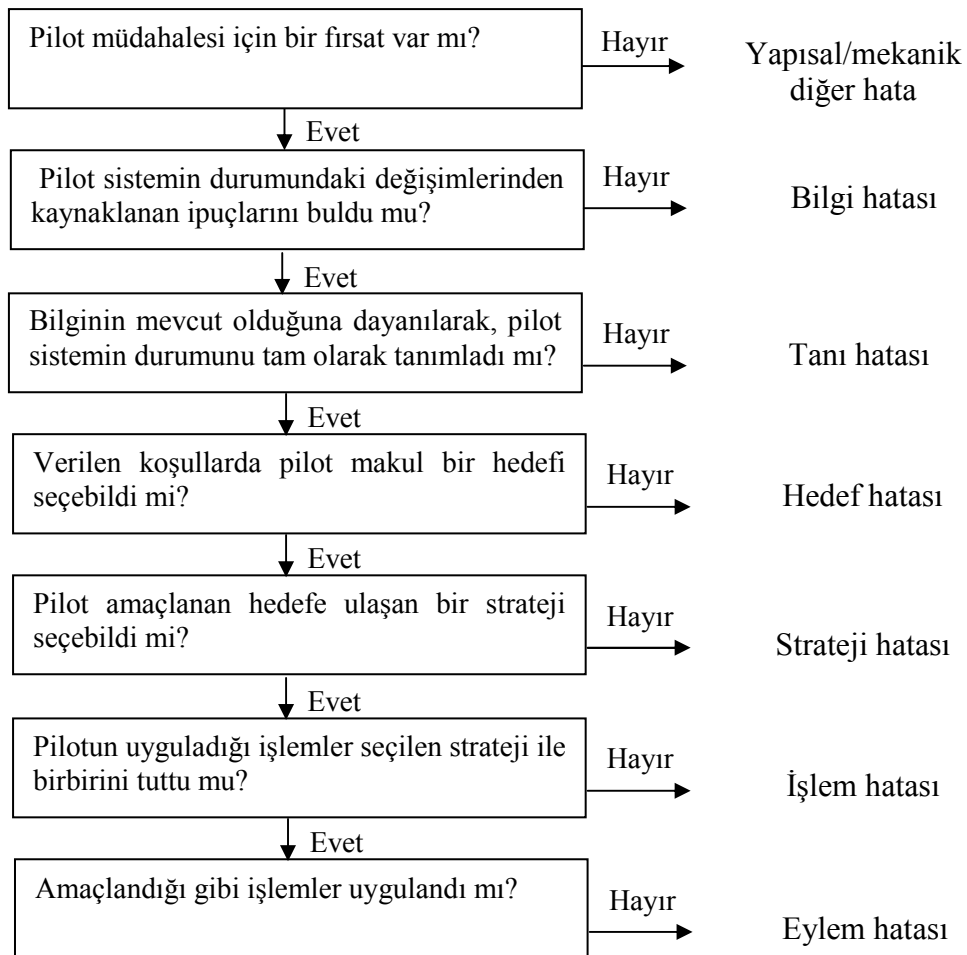 Pilot müdahalesi için bir fırsat var mı?
Hayır
Yapısal/mekanik
diğer hata
Evet
Pilot sistemin durumundaki değişimlerinden
kaynaklanan ipuçlarını buldu mu?
Hayır
Bilgi hatası
Evet
Bilginin mevcut olduğuna dayanılarak, pilot
sistemin durumunu tam olarak tanımladı mı?
Hayır
Tanı hatası
Evet
Verilen koşullarda pilot makul bir hedefi
seçebildi mi?
Hayır
Hedef hatası
Evet
Pilot amaçlanan hedefe ulaşan bir strateji
seçebildi mi?
Hayır
Strateji hatası
Evet
Pilotun uyguladığı işlemler seçilen strateji ile
birbirini tuttu mu?
Hayır
İşlem hatası
Evet
Amaçlandığı gibi işlemler uygulandı mı?
Hayır
Eylem hatası